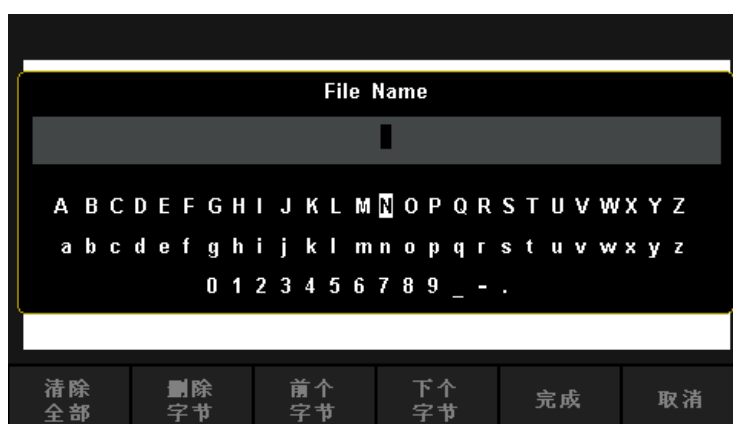 File Name
A B C D E F G H I J K L M N O P Q R S T U V W X Y Z
a b c d e f g h i j k l m n o p q r s t u v w x y z
0 1 2 3 4 5 6 7 8 9 _ - .
清除 删除 前个 下个 完成 取消
全部 字节 字节 字节